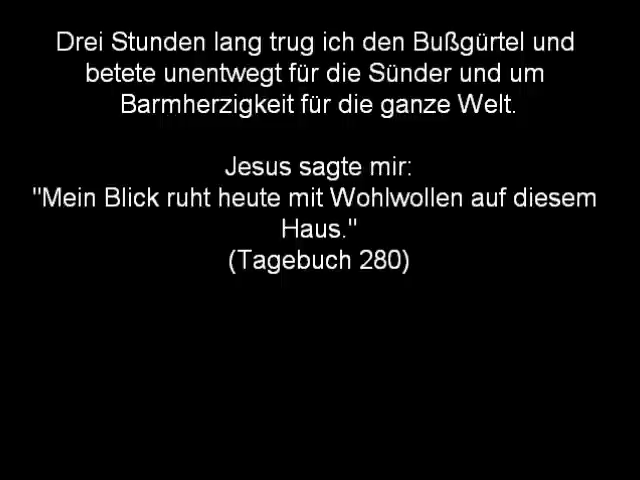 Drei Stunden lang trug ich den Bußgürtel und
betete unentwegt für die Sünder und um
Barmherzigkeit für die ganze Welt.
Jesus sagte mir:
"Mein Blick ruht heute mit Wohlwollen auf diesem
Haus."
(Tagebuch 280)